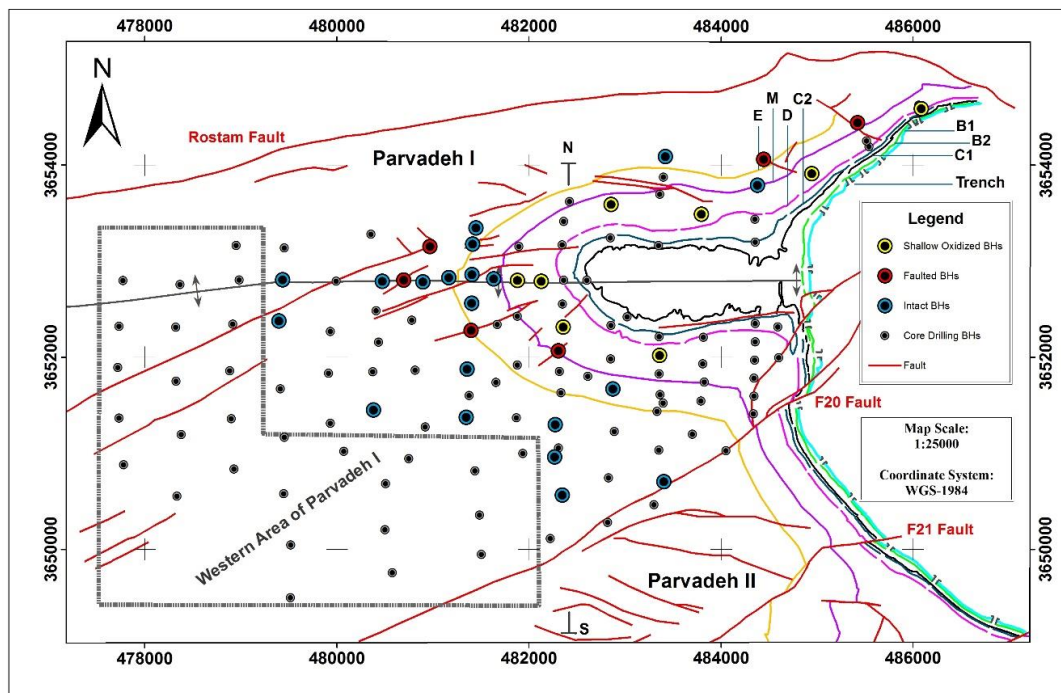 478000 480000 482000 484000 486000
N
Rostam Fault
Parvadeh I
N
E M D C2
B1
B2
C1
Trench
3654000
3654000
Legend
Shallow Oxidized BHs
Faulted BHs
Intact BHs
Core Drilling BHs
Fault
3652000
3652000
F20 Fault
Map Scale:
1:25000
Coordinate System:
WGS-1984
Western Area of Parvadeh I
F21 Fault
3650000
3650000
Parvadeh II
S
478000 480000 482000 484000 486000